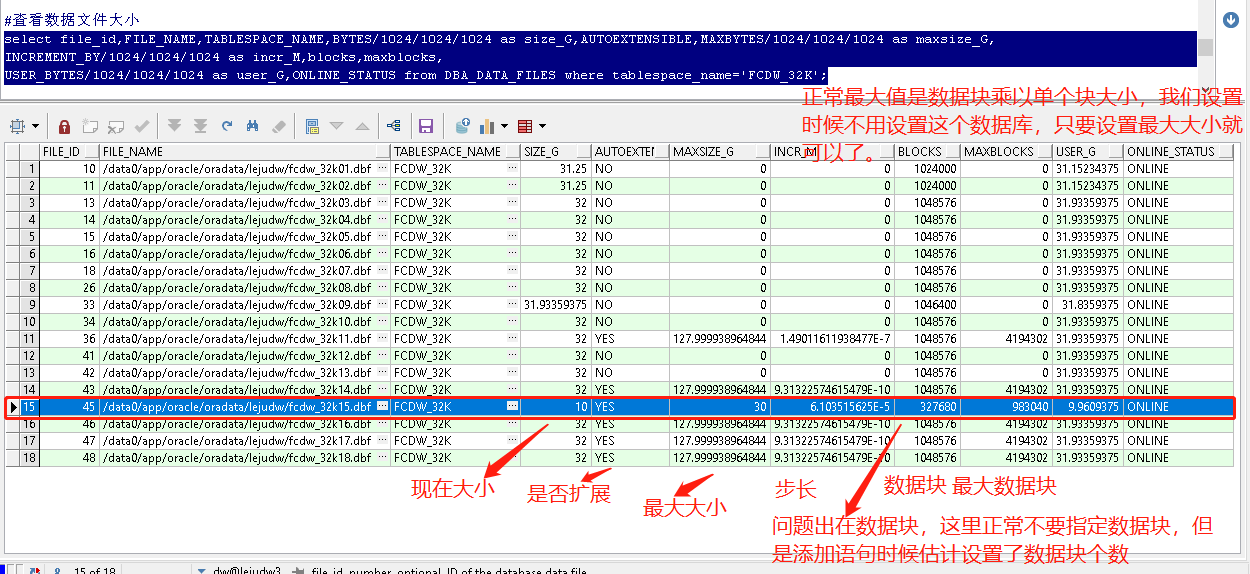 #查看数据文件大小
select file_id,FILE_NAME,TABLESPACE_NAME,BYTES/1024/1024/1024 as size_G,AUTOEXTENSIBLE,MAXBYTES/1024/1024/1024 as maxsize_G,
INCREMENT_BY/1024/1024/1024 as incr_M,blocks,maxblocks,
USER_BYTES/1024/1024/1024 as user_G,ONLINE_STATUS from DBA_DATA_FILES where tablespace_name='FCDW_32K';
正常最大值是数据块乘以单个块大小，我们设置
时候不用设置这个数据库，只要设置最大大小就
可以了。
FILE_ID FILE_NAME TABLESPACE_NAME SIZE_G AUTOEXTEN MAXSIZE_G INCR_M BLOCKS MAXBLOCKS USER_G ONLINE_STATUS
1 10 /data0/app/oracle/oradata/lejudw/fcdw_32k01.dbf ... FCDW_32K ... 31.25 NO 0 0 1024000 0 31.15234375 ONLINE
2 11 /data0/app/oracle/oradata/lejudw/fcdw_32k02.dbf ... FCDW_32K ... 31.25 NO 0 0 1024000 0 31.15234375 ONLINE
3 13 /data0/app/oracle/oradata/lejudw/fcdw_32k03.dbf ... FCDW_32K ... 32 NO 0 0 1048576 0 31.93359375 ONLINE
4 14 /data0/app/oracle/oradata/lejudw/fcdw_32k04.dbf ... FCDW_32K ... 32 NO 0 0 1048576 0 31.93359375 ONLINE
5 15 /data0/app/oracle/oradata/lejudw/fcdw_32k05.dbf ... FCDW_32K ... 32 NO 0 0 1048576 0 31.93359375 ONLINE
6 16 /data0/app/oracle/oradata/lejudw/fcdw_32k06.dbf ... FCDW_32K ... 32 NO 0 0 1048576 0 31.93359375 ONLINE
7 18 /data0/app/oracle/oradata/lejudw/fcdw_32k07.dbf ... FCDW_32K ... 32 NO 0 0 1048576 0 31.93359375 ONLINE
8 26 /data0/app/oracle/oradata/lejudw/fcdw_32k08.dbf ... FCDW_32K ... 32 NO 0 0 1048576 0 31.93359375 ONLINE
9 33 /data0/app/oracle/oradata/lejudw/fcdw_32k09.dbf ... FCDW_32K ... 31.93359375 NO 0 0 1046400 0 31.8359375 ONLINE
10 34 /data0/app/oracle/oradata/lejudw/fcdw_32k10.dbf ... FCDW_32K ... 32 NO 0 0 1048576 0 31.93359375 ONLINE
11 36 /data0/app/oracle/oradata/lejudw/fcdw_32k11.dbf ... FCDW_32K ... 32 YES 127.999938964844 1.49011611938477E-7 1048576 4194302 31.93359375 ONLINE
12 41 /data0/app/oracle/oradata/lejudw/fcdw_32k12.dbf ... FCDW_32K ... 32 NO 0 0 1048576 0 31.93359375 ONLINE
13 42 /data0/app/oracle/oradata/lejudw/fcdw_32k13.dbf ... FCDW_32K ... 32 NO 0 0 1048576 0 31.93359375 ONLINE
14 43 /data0/app/oracle/oradata/lejudw/fcdw_32k14.dbf ... FCDW_32K ... 32 YES 127.999938964844 9.31322574615479E-10 1048576 4194302 31.93359375 ONLINE
15 45 /data0/app/oracle/oradata/lejudw/fcdw_32k15.dbf ... FCDW_32K ... 10 YES 30 6.103515625E-5 327680 983040 9.9609375 ONLINE
16 46 /data0/app/oracle/oradata/lejudw/fcdw_32k16.dbf ... FCDW_32K ... 32 YES 127.999938964844 9.31322574615479E-10 1048576 4194302 31.93359375 ONLINE
17 47 /data0/app/oracle/oradata/lejudw/fcdw_32k17.dbf ... FCDW_32K ... 32 YES 127.999938964844 9.31322574615479E-10 1048576 4194302 31.93359375 ONLINE
18 48 /data0/app/oracle/oradata/lejudw/fcdw_32k18.dbf ... FCDW_32K ... 32 YES 127.999938964844 9.31322574615479E-10 1048576 4194302 31.93359375 ONLINE
现在大小 是否扩展 最大大小 步长 数据块 最大数据块
问题出在数据块，这里正常不要指定数据块，但
是添加语句时候估计设置了数据块个数
15 of 18 dw@lejudw3 file_id, number, optional, ID of the database data file